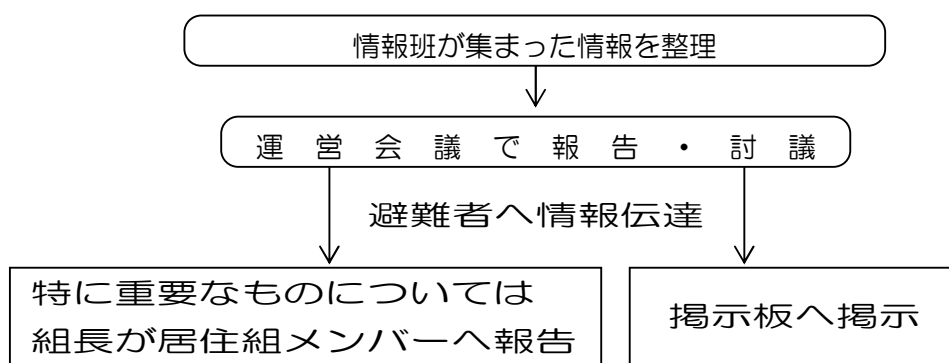 情報班が集まった情報を整理
運営会議で報告・討議
避難者へ情報伝達
特に重要なものについては
組長が居住組メンバーへ報告
掲示板へ掲示